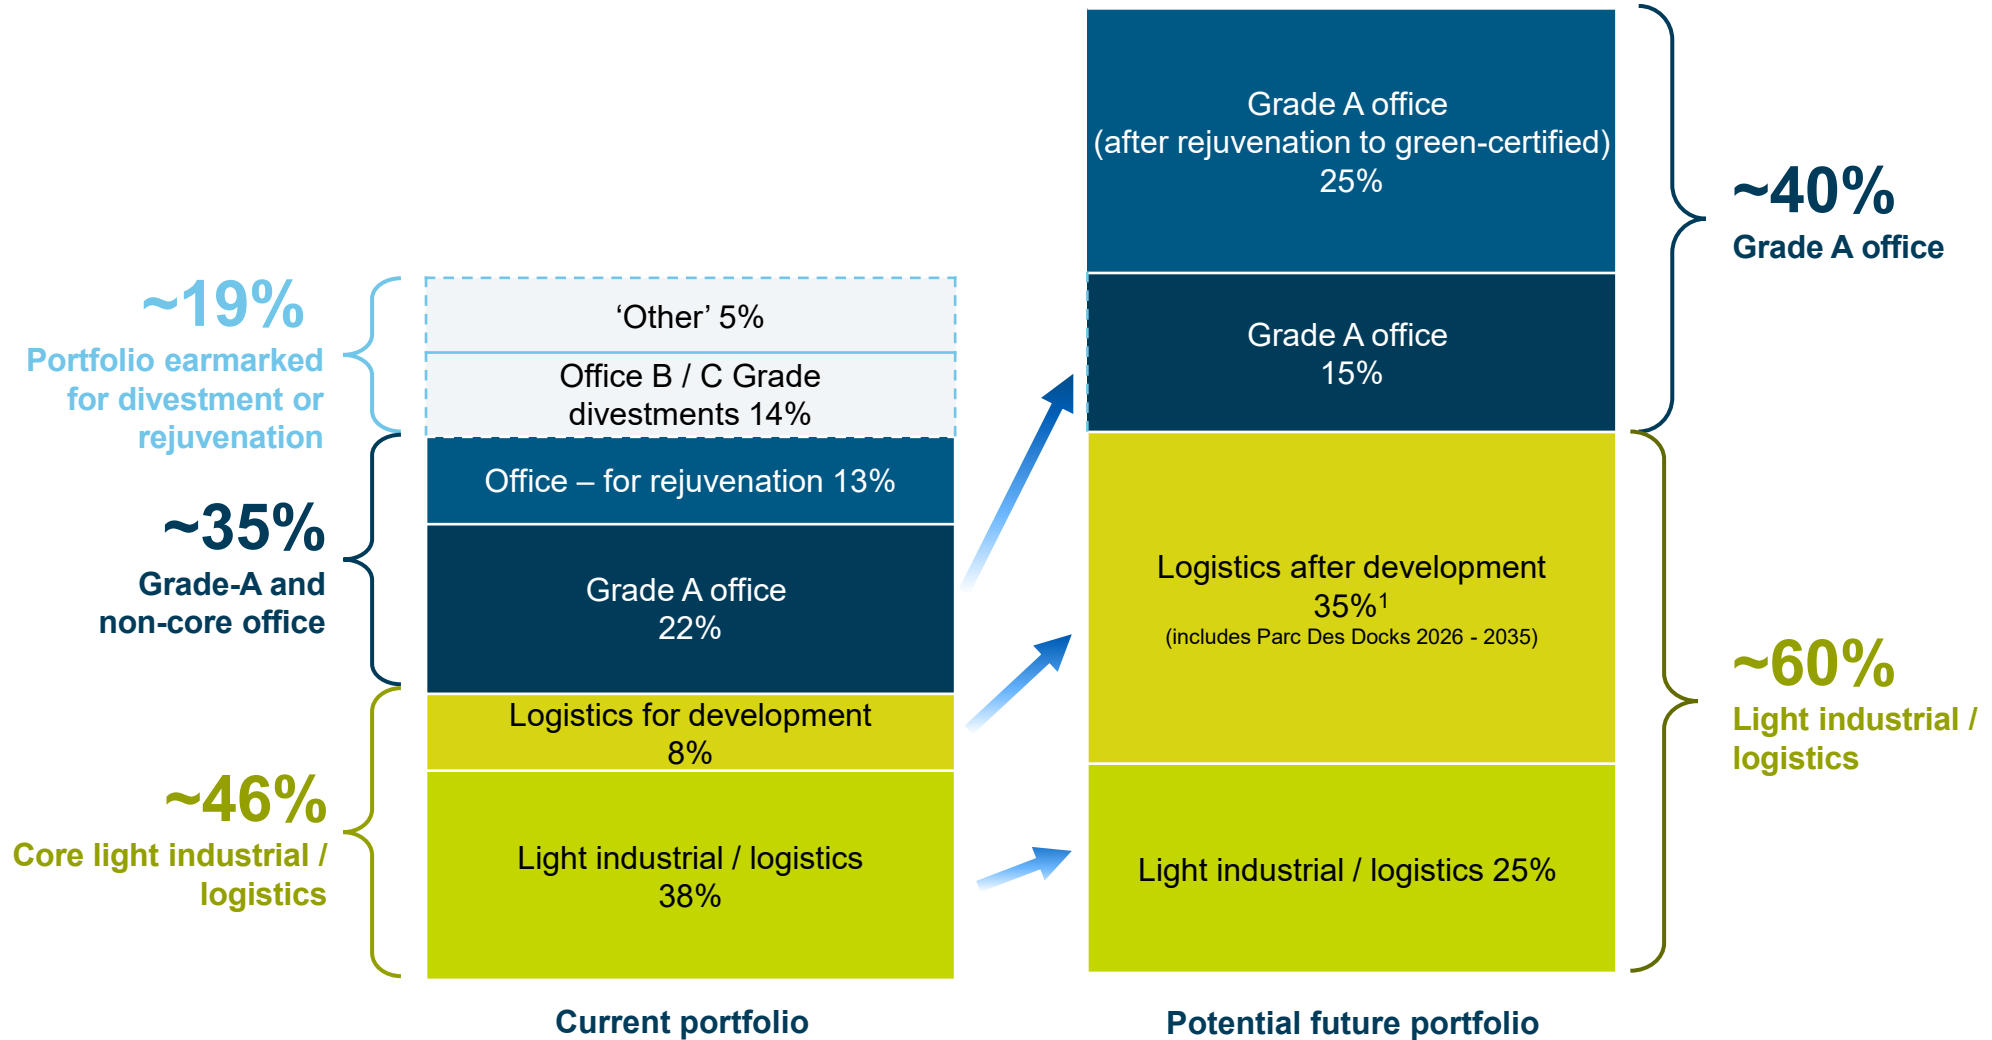 ~19%
Portfolio earmarked
for divestment or
rejuvenation
~35%
Grade-A and
non-core office
~46%
Core light industrial /
logistics
‘Other’ 5%
Office B / C Grade
divestments 14%
Office – for rejuvenation 13%
Grade A office
22%
Logistics for development
8%
Light industrial / logistics
38%
Current portfolio
Grade A office
(after rejuvenation to green-certified)
25%
Grade A office
15%
Logistics after development
35%¹
(includes Parc Des Docks 2026 - 2035)
Light industrial / logistics 25%
Potential future portfolio
~40%
Grade A office
~60%
Light industrial /
logistics